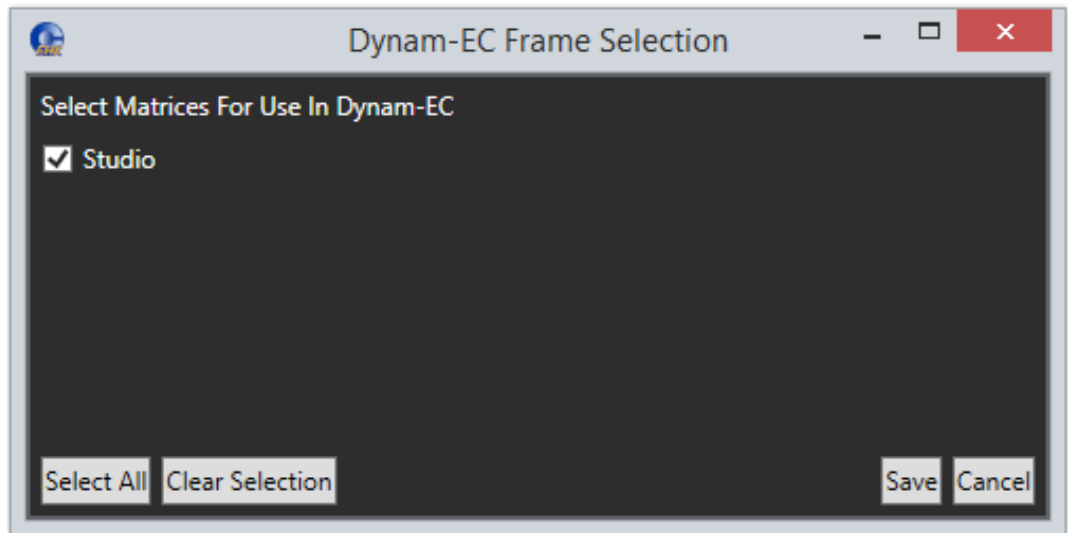 Dynam-EC Frame Selection
Select Matrices For Use In Dynam-EC
Studio
Select All Clear Selection Save Cancel